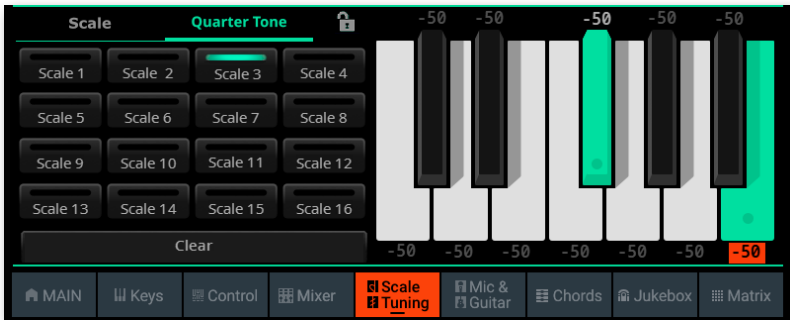 Scale Quarter Tone -50 -50 -50 -50 -50
Scale 1 Scale 2 Scale 3 Scale 4
Scale 5 Scale 6 Scale 7 Scale 8
Scale 9 Scale 10 Scale 11 Scale 12
Scale 13 Scale 14 Scale 15 Scale 16
Clear
-50 -50 -50 -50 -50 -50 -50
MAIN Keys Control Mixer Scale Tuning Mic & Guitar Chords Jukebox Matrix